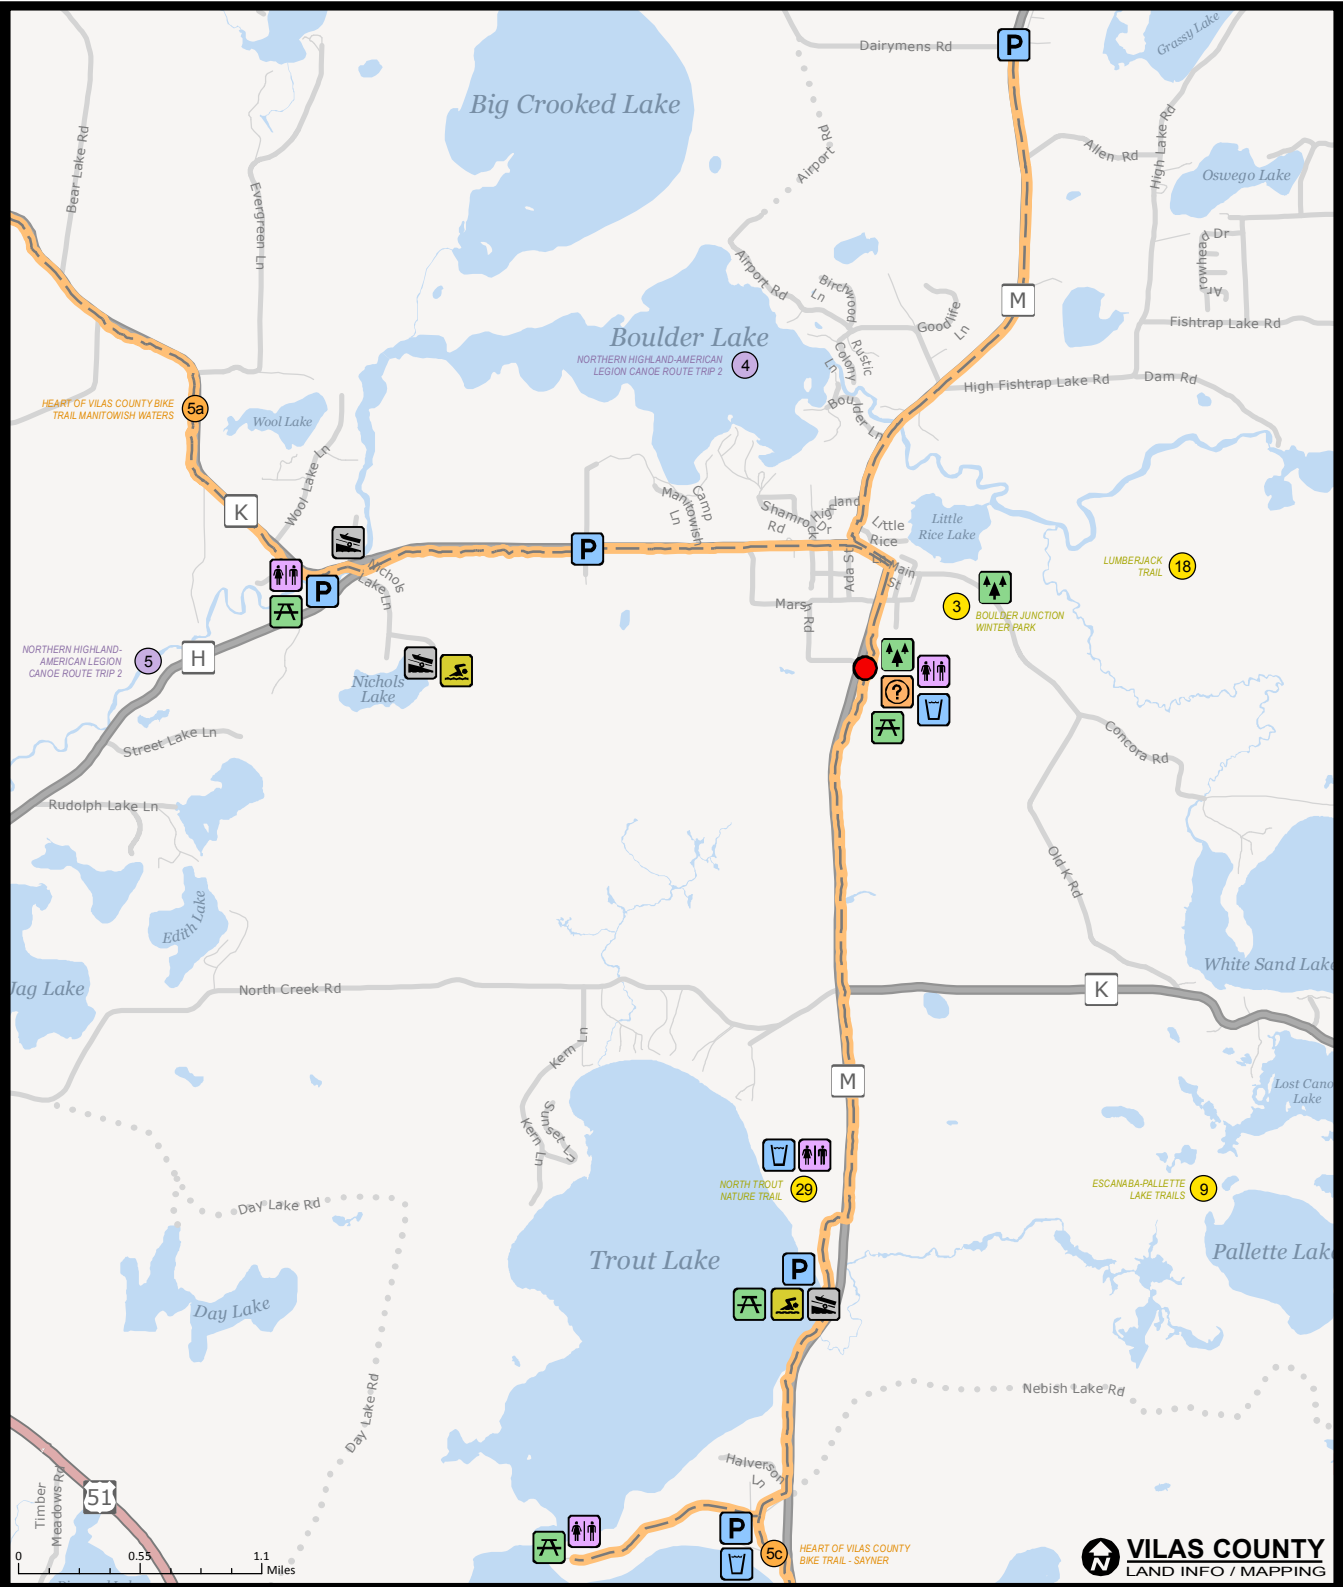 Dairymens Rd
P
Grassy Lake
Big Crooked Lake
Airport Rd
Allen Rd
High Lake Rd
Oswego Lake
Bear Lake Rd
Evergreen Ln
Arrowhead Dr
Airport Rd
Birchwood Ln
M
Goodlife Ln
Fishtrap Lake Rd
Boulder Lake
NORTHERN HIGHLAND-AMERICAN
LEGION CANOE ROUTE TRIP 2
4
Rustic
Colony
Ln
High Fishtrap Lake Rd
Dam Rd
HEART OF VILAS COUNTY BIKE
TRAIL MANITOWISH WATERS
5a
Boulder Ln
Wool Lake
Wool Lake Ln
Camp
Manitowish
Ln
Shamrock
Rd
Highland
Dr
Little
Rice
Little
Rice Lake
K
P
Ada St
Main
St
LUMBERJACK
TRAIL
18
P
Nichols
Lake Ln
Marsh
Rd
3
BOULDER JUNCTION
WINTER PARK
NORTHERN HIGHLAND-
AMERICAN LEGION
CANOE ROUTE TRIP 2
5
H
Nichols
Lake
?
Street Lake Ln
Concora Rd
Rudolph Lake Ln
Old K Rd
Edith Lake
White Sand Lake
Jag Lake
North Creek Rd
K
Kern Ln
M
Lost Cano
Lake
Sunset Ln
Kern
Ln
NORTH TROUT
NATURE TRAIL
29
ESCANABA-PALLETTE
LAKE TRAILS
9
Day Lake Rd
Trout Lake
Pallette Lake
P
Day Lake
Nebish Lake Rd
Day Lake Rd
Halverson
Ln
51
Timber
Meadows Rd
P
5c
HEART OF VILAS COUNTY
BIKE TRAIL - SAYNER
0 0.55 1.1
Miles
N
VILAS COUNTY
LAND INFO / MAPPING